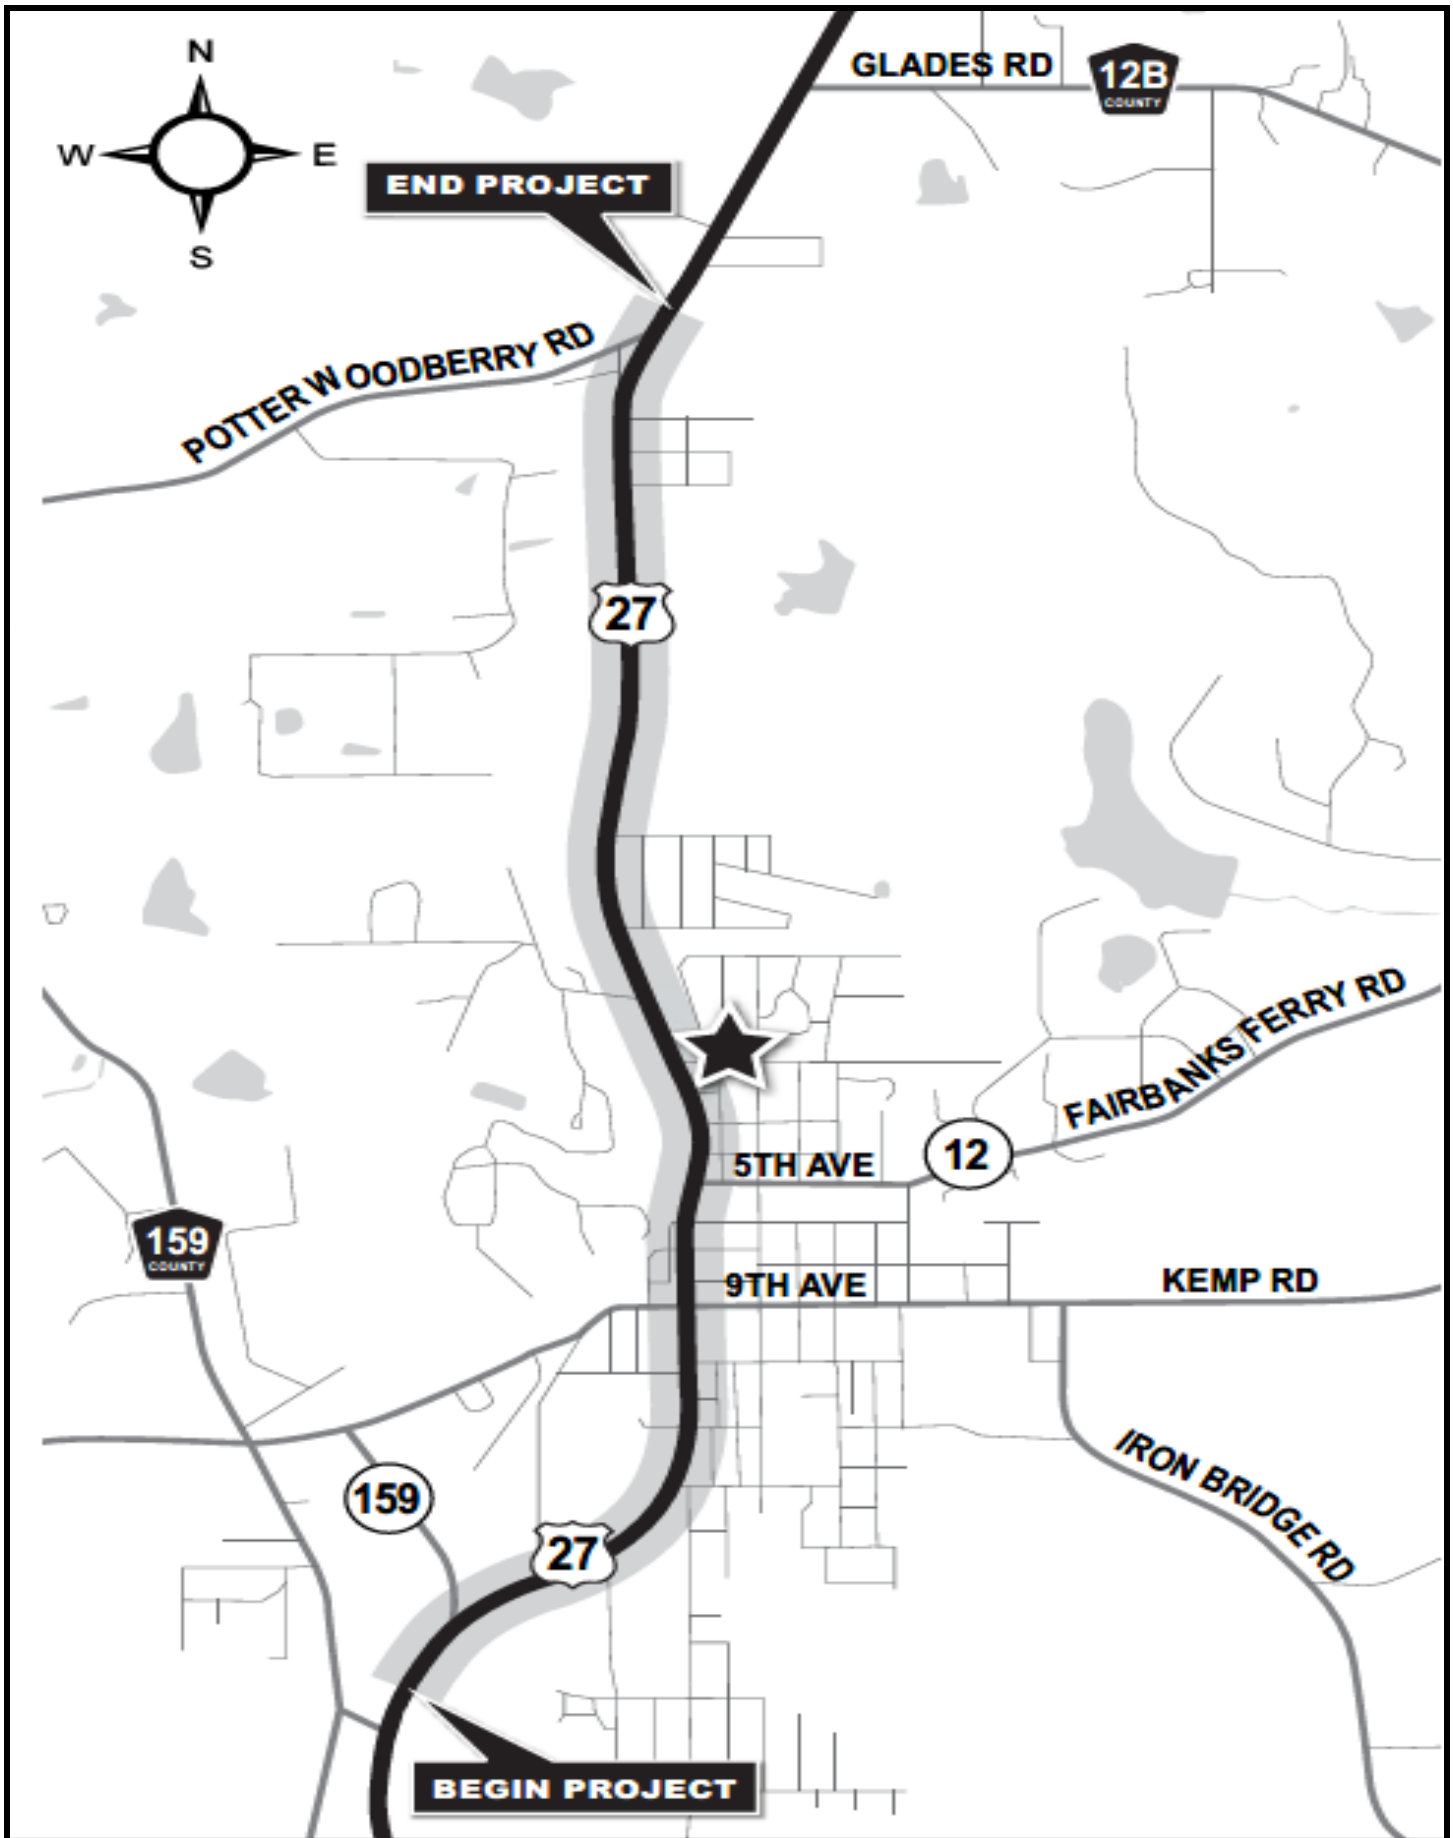 N
GLADES RD
12B
COUNTY
W
E
END PROJECT
S
POTTER WOODBERRY RD
27
FAIRBANKS FERRY RD
12
5TH AVE
159
COUNTY
9TH AVE
KEMP RD
IRON BRIDGE RD
159
27
BEGIN PROJECT